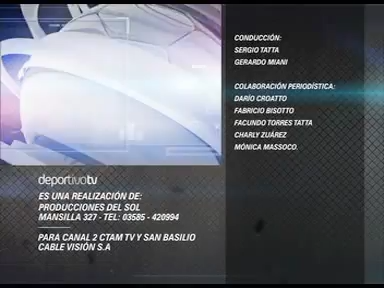 CONDUCCIÓN:
SERGIO TATTA
GERARDO MIANI
COLABORACIÓN PERIODÍSTICA:
DARÍO CROATTO
FABRICIO BISOTTO
FACUNDO TORRES TATTA
CHARLY ZUÁREZ
MÓNICA MASSOCO.
deportivotv
ES UNA REALIZACIÓN DE:
PRODUCCIONES DEL SOL
MANSILLA 327 - TEL: 03585 - 420994
PARA CANAL 2 CTAM TV Y SAN BASILIO
CABLE VISIÓN S.A